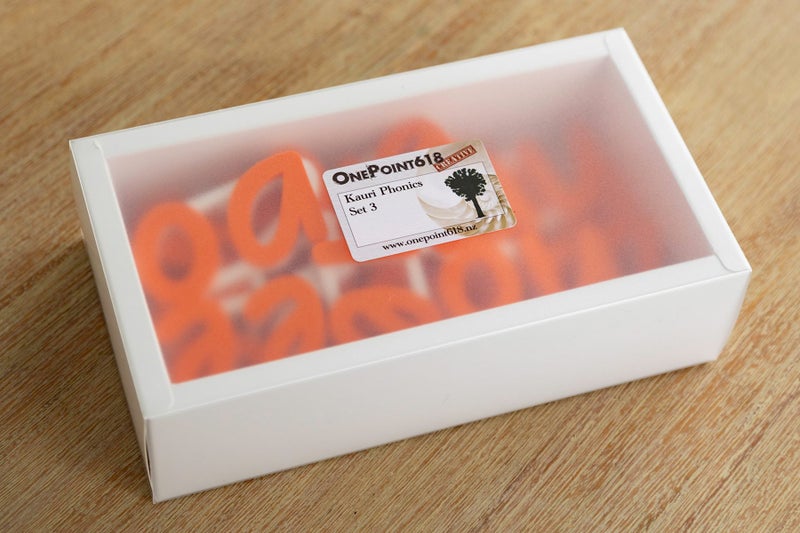 OnePoint618
CREATIVE
Kauri Phonics
Set 3
www.onepoint618.nz